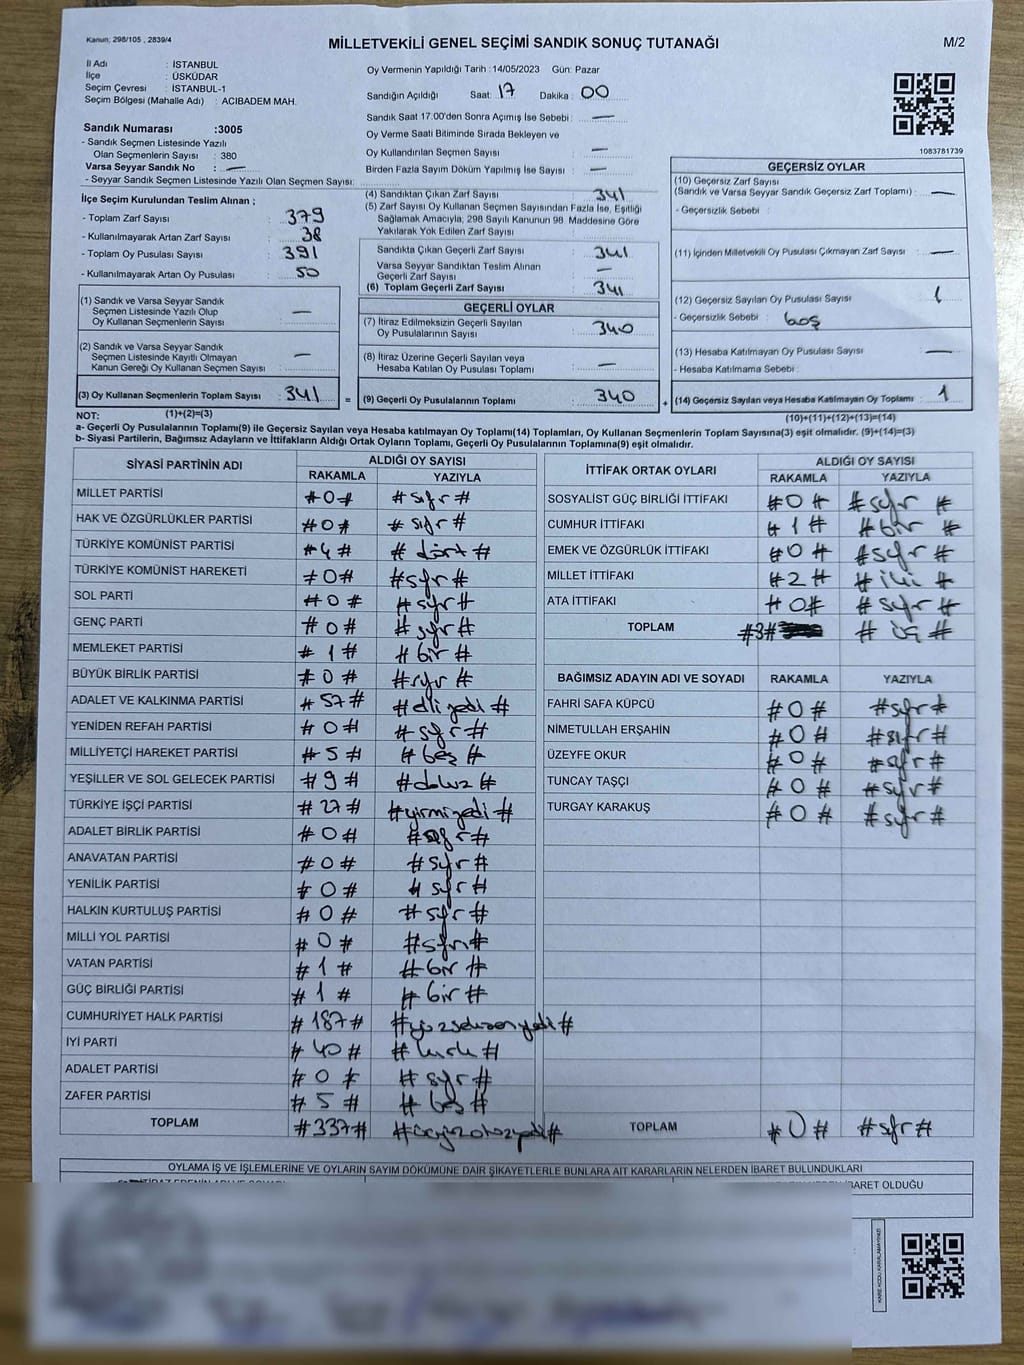 Kanun; 298/105 , 2839/4
MİLLETVEKİLİ GENEL SEÇİMİ SANDIK SONUÇ TUTANAĞI
M/2
İl Adı : İSTANBUL
İlçe : ÜSKÜDAR
Seçim Çevresi : İSTANBUL-1
Seçim Bölgesi (Mahalle Adı) : ACIBADEM MAH.
Sandık Numarası :3005
- Sandık Seçmen Listesinde Yazılı
Olan Seçmenlerin Sayısı : 380
Varsa Seyyar Sandık No : —
- Seyyar Sandık Seçmen Listesinde Yazılı Olan Seçmen Sayısı:
Oy Vermenin Yapıldığı Tarih : 14/05/2023 Gün: Pazar
Sandığın Açıldığı Saat: 17 Dakika : 00
Sandık Saat 17.00'den Sonra Açımış İse Sebebi : —
Oy Verme Saati Bitiminde Sırada Bekleyen ve
Oy Kullandırılan Seçmen Sayısı : —
Birden Fazla Sayım Döküm Yapılmış İse Sayısı : —
1083781739
İlçe Seçim Kurulundan Teslim Alınan ;
- Toplam Zarf Sayısı : 379
- Kullanılmayarak Artan Zarf Sayısı : 38
- Toplam Oy Pusulası Sayısı : 391
- Kullanılmayarak Artan Oy Pusulası : 50
(1) Sandık ve Varsa Seyyar Sandık
Seçmen Listesinde Yazılı Olup
Oy Kullanan Seçmenlerin Sayısı : —
(2) Sandık ve Varsa Seyyar Sandık
Seçmen Listesinde Kayıtlı Olmayan
Kanun Gereği Oy Kullanan Seçmen Sayısı : —
(3) Oy Kullanan Seçmenlerin Toplam Sayısı : 341
(4) Sandıktan Çıkan Zarf Sayısı : 341
(5) Zarf Sayısı Oy Kullanan Seçmen Sayısından Fazla İse, Eşitliği
Sağlamak Amacıyla, 298 Sayılı Kanunun 98. Maddesine Göre
Yakılarak Yok Edilen Zarf Sayısı :
Sandıkta Çıkan Geçerli Zarf Sayısı : 341
Varsa Seyyar Sandıktan Teslim Alınan
Geçerli Zarf Sayısı : —
(6) Toplam Geçerli Zarf Sayısı : 341
GEÇERLİ OYLAR
(7) İtiraz Edilmeksizin Geçerli Sayılan
Oy Pusulalarının Sayısı : 340
(8) İtiraz Üzerine Geçerli Sayılan veya
Hesaba Katılan Oy Pusulası Toplamı : —
= (9) Geçerli Oy Pusulalarının Toplamı : 340
GEÇERSİZ OYLAR
(10) Geçersiz Zarf Sayısı
(Sandık ve Varsa Seyyar Sandık Geçersiz Zarf Toplamı) : —
- Geçersizlik Sebebi :
(11) İçinden Milletvekili Oy Pusulası Çıkmayan Zarf Sayısı : —
(12) Geçersiz Sayılan Oy Pusulası Sayısı : 1
- Geçersizlik Sebebi : boş
(13) Hesaba Katılmayan Oy Pusulası Sayısı : —
- Hesaba Katılmama Sebebi :
+ (14) Geçersiz Sayılan veya Hesaba Katılmayan Oy Toplamı : 1
NOT: (1)+(2)=(3) (10)+(11)+(12)+(13)=(14)
a- Geçerli Oy Pusulalarının Toplamı(9) ile Geçersiz Sayılan veya Hesaba katılmayan Oy Toplamı(14) Toplamları, Oy Kullanan Seçmenlerin Toplam Sayısına(3) eşit olmalıdır. (9)+(14)=(3)
b- Siyasi Partilerin, Bağımsız Adayların ve İttifakların Aldığı Ortak Oyların Toplamı, Geçerli Oy Pusulalarının Toplamına(9) eşit olmalıdır.
SİYASİ PARTİNİN ADI ALDIĞI OY SAYISI
RAKAMLA YAZIYLA
MİLLET PARTİSİ #0# #sıfır#
HAK VE ÖZGÜRLÜKLER PARTİSİ #0# #sıfır#
TÜRKİYE KOMÜNİST PARTİSİ #4# #dört#
TÜRKİYE KOMÜNİST HAREKETİ #0# #sıfır#
SOL PARTİ #0# #sıfır#
GENÇ PARTİ #0# #sıfır#
MEMLEKET PARTİSİ #1# #bir#
BÜYÜK BİRLİK PARTİSİ #0# #sıfır#
ADALET VE KALKINMA PARTİSİ #57# #elliyedi#
YENİDEN REFAH PARTİSİ #0# #sıfır#
MİLLİYETÇİ HAREKET PARTİSİ #5# #beş#
YEŞİLLER VE SOL GELECEK PARTİSİ #9# #dokuz#
TÜRKİYE İŞÇİ PARTİSİ #27# #yirmiyedi#
ADALET BİRLİK PARTİSİ #0# #sıfır#
ANAVATAN PARTİSİ #0# #sıfır#
YENİLİK PARTİSİ #0# #sıfır#
HALKIN KURTULUŞ PARTİSİ #0# #sıfır#
MİLLİ YOL PARTİSİ #0# #sıfır#
VATAN PARTİSİ #1# #bir#
GÜÇ BİRLİĞİ PARTİSİ #1# #bir#
CUMHURİYET HALK PARTİSİ #187# #yüzseksenyedi#
İYİ PARTİ #40# #kırk#
ADALET PARTİSİ #0# #sıfır#
ZAFER PARTİSİ #5# #beş#
TOPLAM #337# #üçyüzotuzyedi#
İTTİFAK ORTAK OYLARI ALDIĞI OY SAYISI
RAKAMLA YAZIYLA
SOSYALİST GÜÇ BİRLİĞİ İTTİFAKI #0# #sıfır#
CUMHUR İTTİFAKI #1# #bir#
EMEK VE ÖZGÜRLÜK İTTİFAKI #0# #sıfır#
MİLLET İTTİFAKI #2# #iki#
ATA İTTİFAKI #0# #sıfır#
TOPLAM #3# #üç#
BAĞIMSIZ ADAYIN ADI VE SOYADI RAKAMLA YAZIYLA
FAHRİ SAFA KÜPCÜ #0# #sıfır#
NİMETULLAH ERŞAHİN #0# #sıfır#
ÜZEYFE OKUR #0# #sıfır#
TUNCAY TAŞÇI #0# #sıfır#
TURGAY KARAKUŞ #0# #sıfır#
TOPLAM #0# #sıfır#
OYLAMA İŞ VE İŞLEMLERİNE VE OYLARIN SAYIM DÖKÜMÜNE DAİR ŞİKAYETLERLE BUNLARA AİT KARARLARIN NELERDEN İBARET BULUNDUKLARI
İBARET OLDUĞU